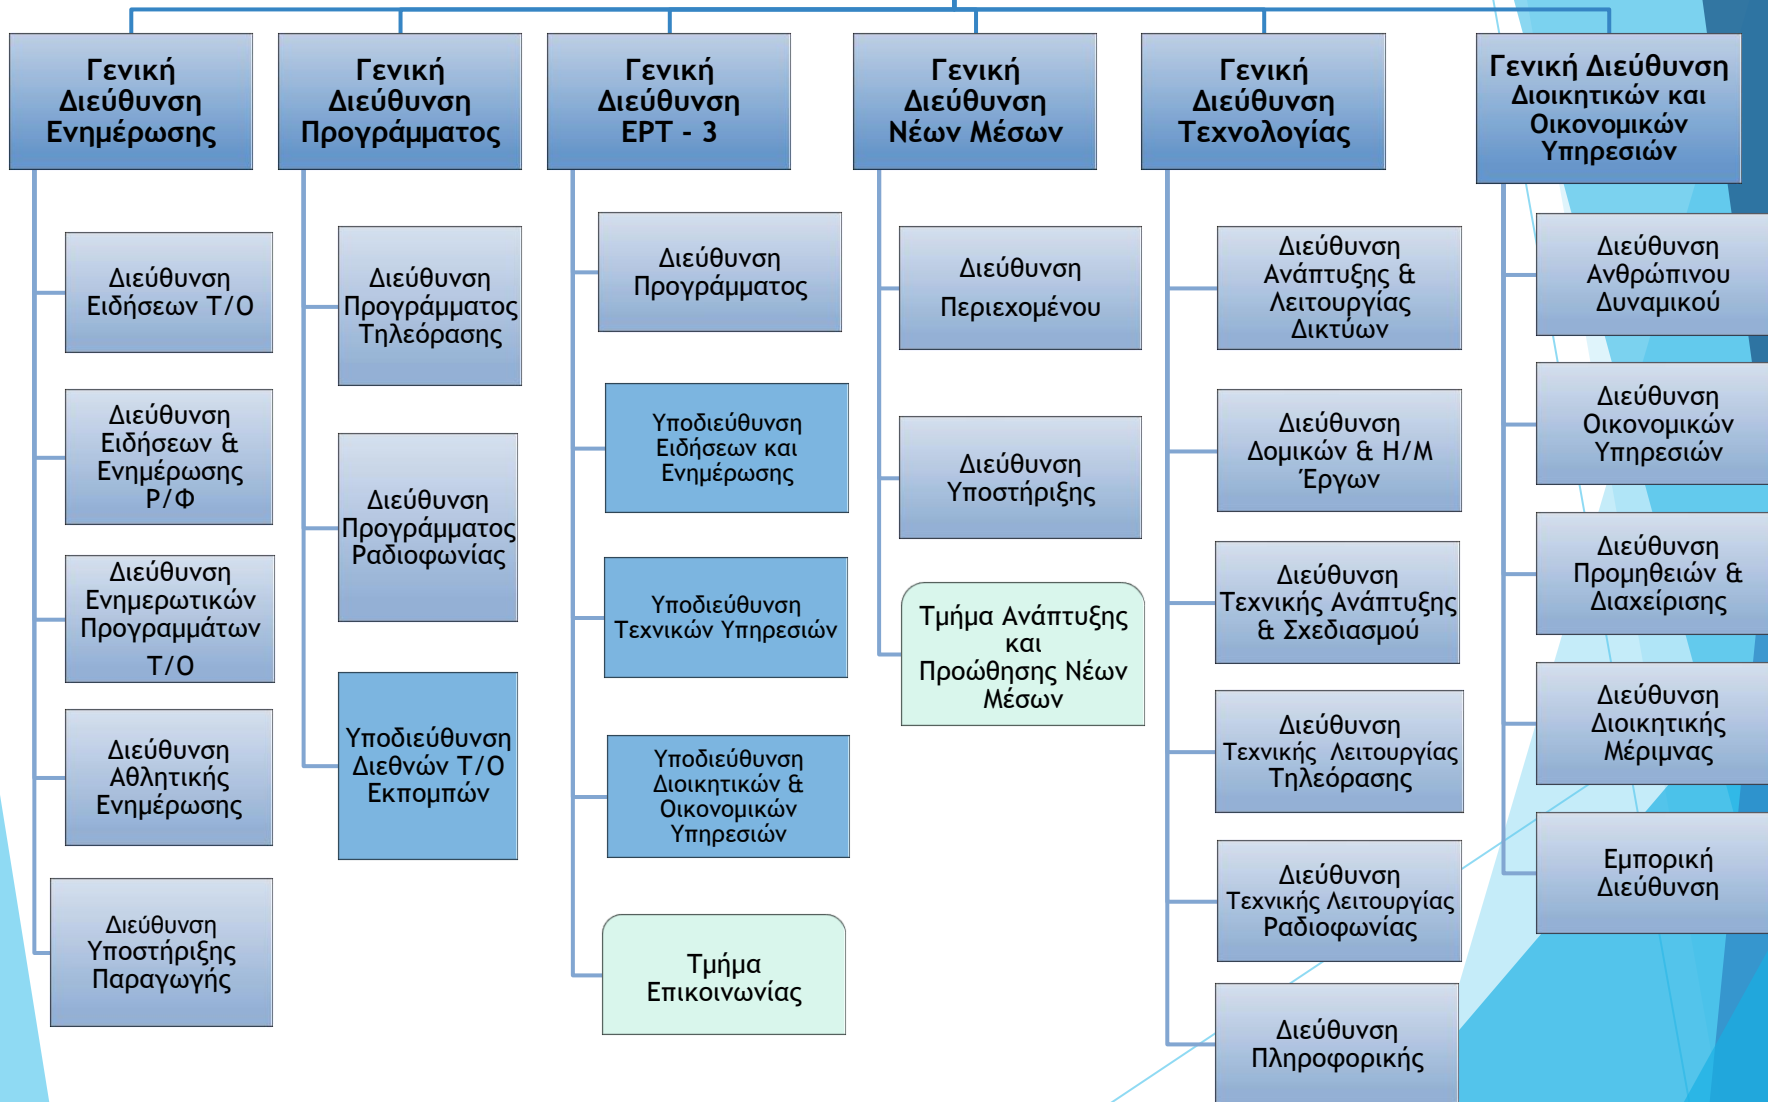 Γενική
Διεύθυνση
Ενημέρωσης
Διεύθυνση
Ειδήσεων Τ/Ο
Διεύθυνση
Ειδήσεων &
Ενημέρωσης
Ρ/Φ
Διεύθυνση
Ενημερωτικών
Προγραμμάτων
Τ/Ο
Διεύθυνση
Αθλητικής
Ενημέρωσης
Διεύθυνση
Υποστήριξης
Παραγωγής
Γενική
Διεύθυνση
Προγράμματος
Διεύθυνση
Προγράμματος
Τηλεόρασης
Διεύθυνση
Προγράμματος
Ραδιοφωνίας
Υποδιεύθυνση
Διεθνών Τ/Ο
Εκπομπών
Γενική
Διεύθυνση
ΕΡΤ - 3
Διεύθυνση
Προγράμματος
Υποδιεύθυνση
Ειδήσεων και
Ενημέρωσης
Υποδιεύθυνση
Τεχνικών Υπηρεσιών
Υποδιεύθυνση
Διοικητικών &
Οικονομικών
Υπηρεσιών
Τμήμα
Επικοινωνίας
Γενική
Διεύθυνση
Νέων Μέσων
Διεύθυνση
Περιεχομένου
Διεύθυνση
Υποστήριξης
Τμήμα Ανάπτυξης
και
Προώθησης Νέων
Μέσων
Γενική
Διεύθυνση
Τεχνολογίας
Διεύθυνση
Ανάπτυξης &
Λειτουργίας
Δικτύων
Διεύθυνση
Δομικών & Η/Μ
Έργων
Διεύθυνση
Τεχνικής Ανάπτυξης
& Σχεδιασμού
Διεύθυνση
Τεχνικής Λειτουργίας
Τηλεόρασης
Διεύθυνση
Τεχνικής Λειτουργίας
Ραδιοφωνίας
Διεύθυνση
Πληροφορικής
Γενική Διεύθυνση
Διοικητικών και
Οικονομικών
Υπηρεσιών
Διεύθυνση
Ανθρώπινου
Δυναμικού
Διεύθυνση
Οικονομικών
Υπηρεσιών
Διεύθυνση
Προμηθειών &
Διαχείρισης
Διεύθυνση
Διοικητικής
Μέριμνας
Εμπορική
Διεύθυνση